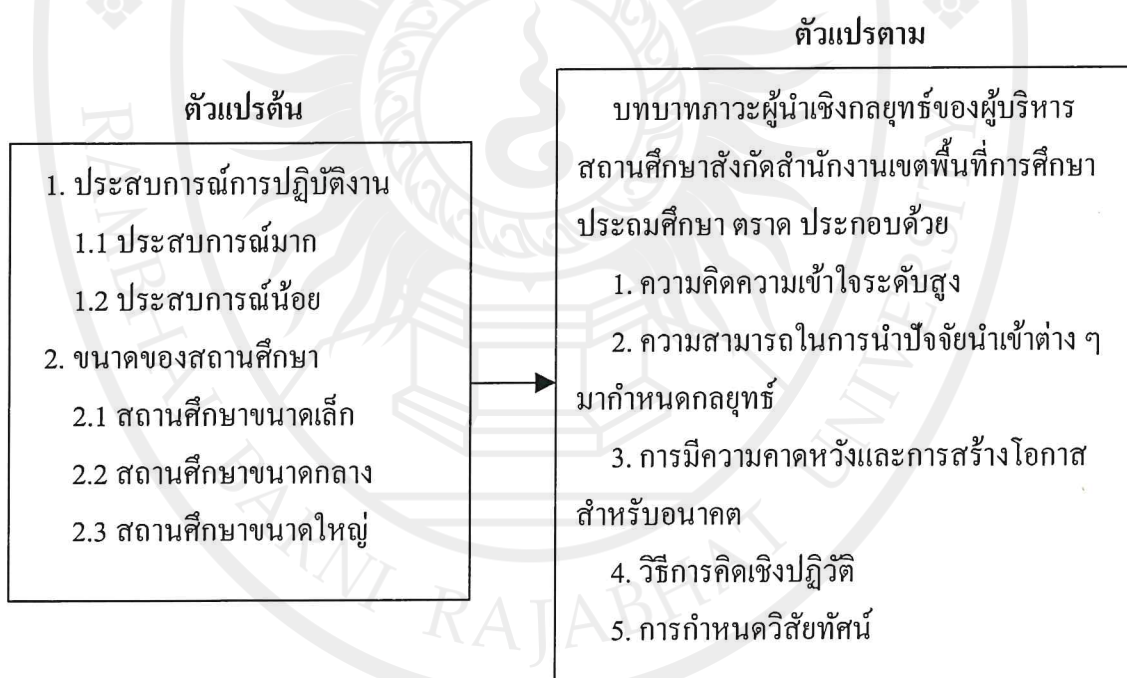 ตัวแปรต้น
1. ประสบการณ์การปฏิบัติงาน
1.1 ประสบการณ์มาก
1.2 ประสบการณ์น้อย
2. ขนาดของสถานศึกษา
2.1 สถานศึกษาขนาดเล็ก
2.2 สถานศึกษาขนาดกลาง
2.3 สถานศึกษาขนาดใหญ่
ตัวแปรตาม
บทบาทภาวะผู้นำเชิงกลยุทธ์ของผู้บริหาร
สถานศึกษาสังกัดสำนักงานเขตพื้นที่การศึกษา
ประถมศึกษา ตราด ประกอบด้วย
1. ความคิดความเข้าใจระดับสูง
2. ความสามารถในการนำปัจจัยนำเข้าต่าง ๆ
มากำหนดกลยุทธ์
3. การมีความคาดหวังและการสร้างโอกาส
สำหรับอนาคต
4. วิธีการคิดเชิงปฏิวัติ
5. การกำหนดวิสัยทัศน์
RAMBHAI BARNI RAJABHAT UNIVERSITY